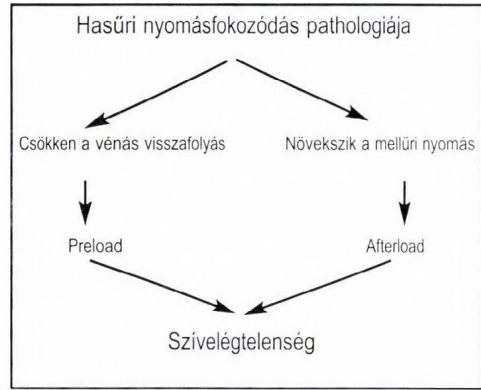 Hasűri nyomásfokozódás pathologiája
Csökken a vénás visszafolyás
Növekszik a mellűri nyomás
Preload
Afterload
Szívelégtelenség